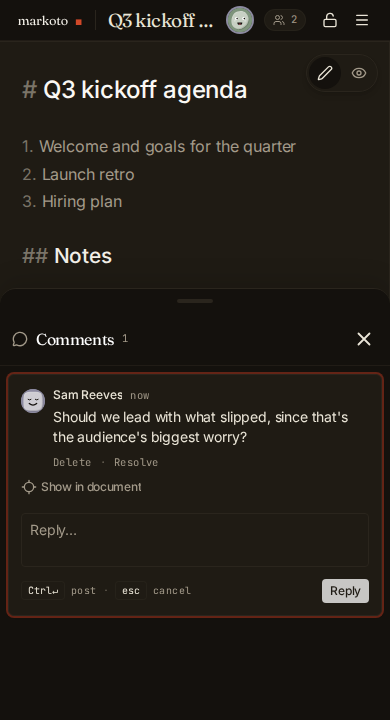 markoto
Q3 kickoff ...
2
# Q3 kickoff agenda
1. Welcome and goals for the quarter
2. Launch retro
3. Hiring plan
## Notes
Comments 1
Sam Reeves now
Should we lead with what slipped, since that's
the audience's biggest worry?
Delete · Resolve
Show in document
Reply...
Ctrl↵ post · esc cancel
Reply